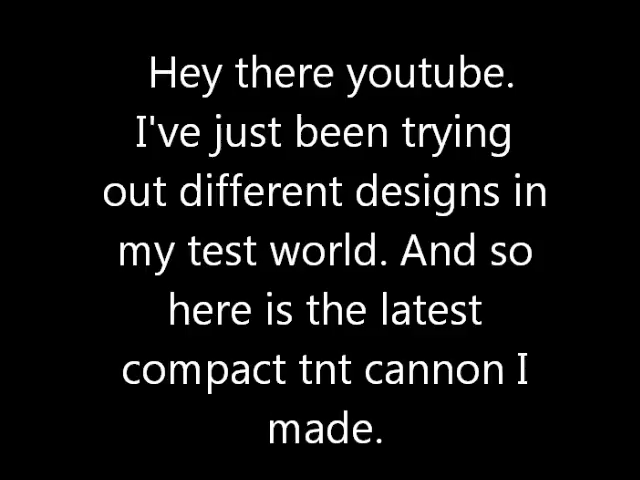 Hey there youtube.
I've just been trying
out different designs in
my test world. And so
here is the latest
compact tnt cannon I
made.